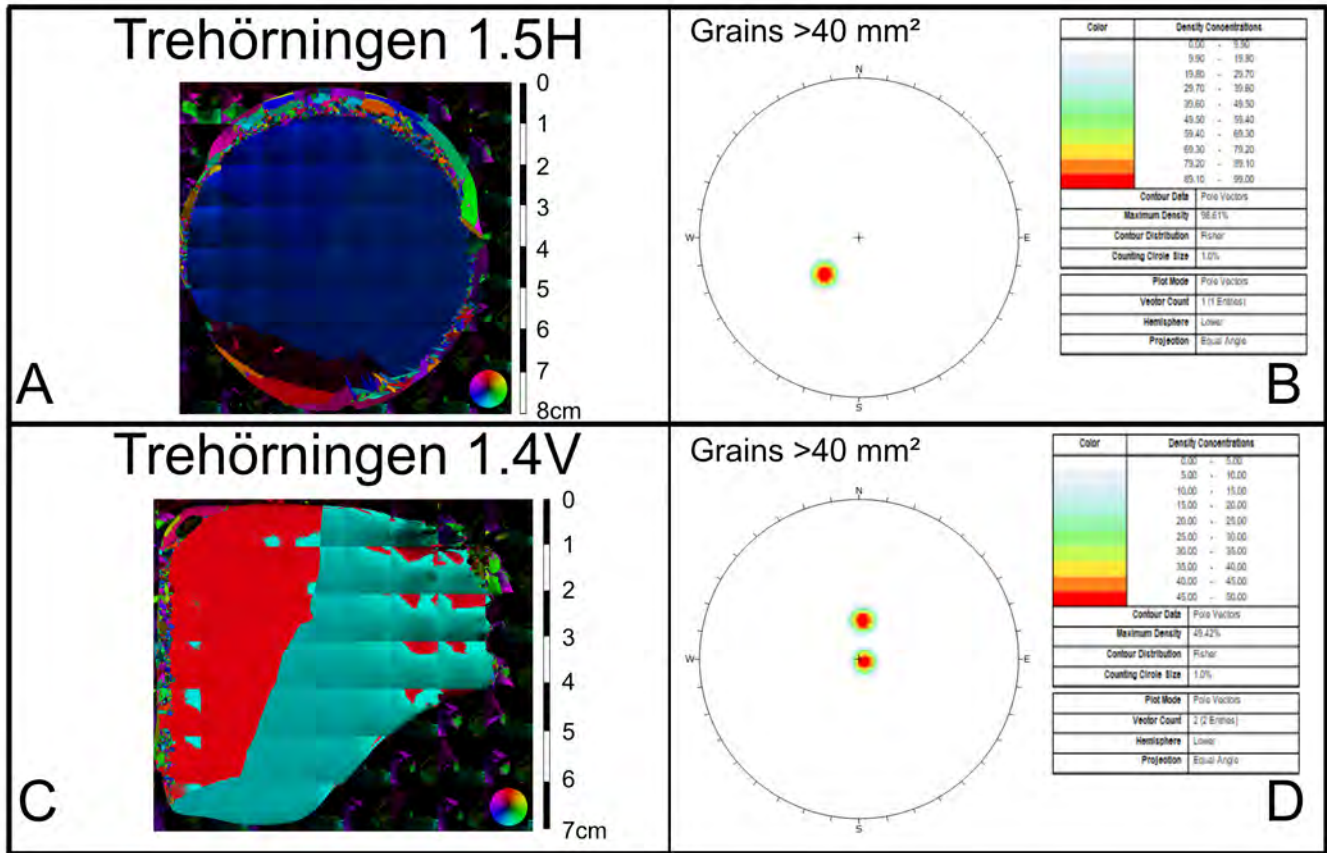 Trehörningen 1.5H
0
1
2
3
4
5
6
7
8cm
A
Grains >40 mm²
N
W
E
S
Color Density Concentrations
0.00 - 9.90
9.90 - 19.80
19.80 - 29.70
29.70 - 39.60
39.60 - 49.50
49.50 - 59.40
59.40 - 69.30
69.30 - 79.20
79.20 - 89.10
89.10 - 99.00
Contour Data Pole Vectors
Maximum Density 98.61%
Contour Distribution Fisher
Counting Circle Size 1.0%
Plot Mode Pole Vectors
Vector Count 1 (1 Entries)
Hemisphere Lower
Projection Equal Angle
B
Trehörningen 1.4V
0
1
2
3
4
5
6
7cm
C
Grains >40 mm²
N
W
E
S
Color Density Concentrations
0.00 - 5.00
5.00 - 10.00
10.00 - 15.00
15.00 - 20.00
20.00 - 25.00
25.00 - 30.00
30.00 - 35.00
35.00 - 40.00
40.00 - 45.00
45.00 - 50.00
Contour Data Pole Vectors
Maximum Density 49.42%
Contour Distribution Fisher
Counting Circle Size 1.0%
Plot Mode Pole Vectors
Vector Count 2 (2 Entries)
Hemisphere Lower
Projection Equal Angle
D